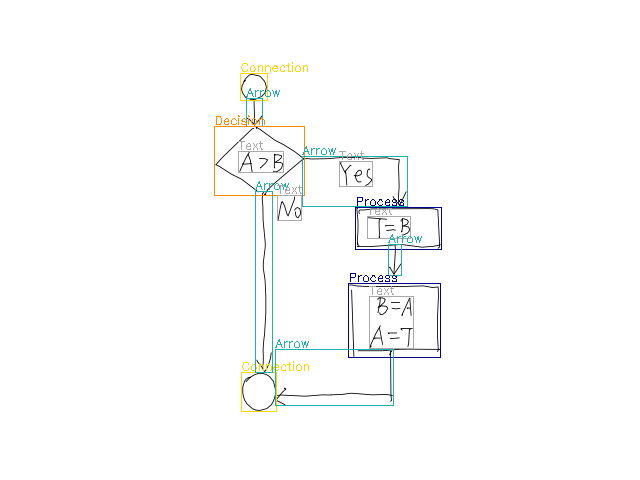 Connection
Arrow
Decision
Text
A>B
Arrow
Text
Yes
Arrow
Text
No
Process
Text
T=B
Arrow
Process
Text
B=A
A=T
Arrow
Connection